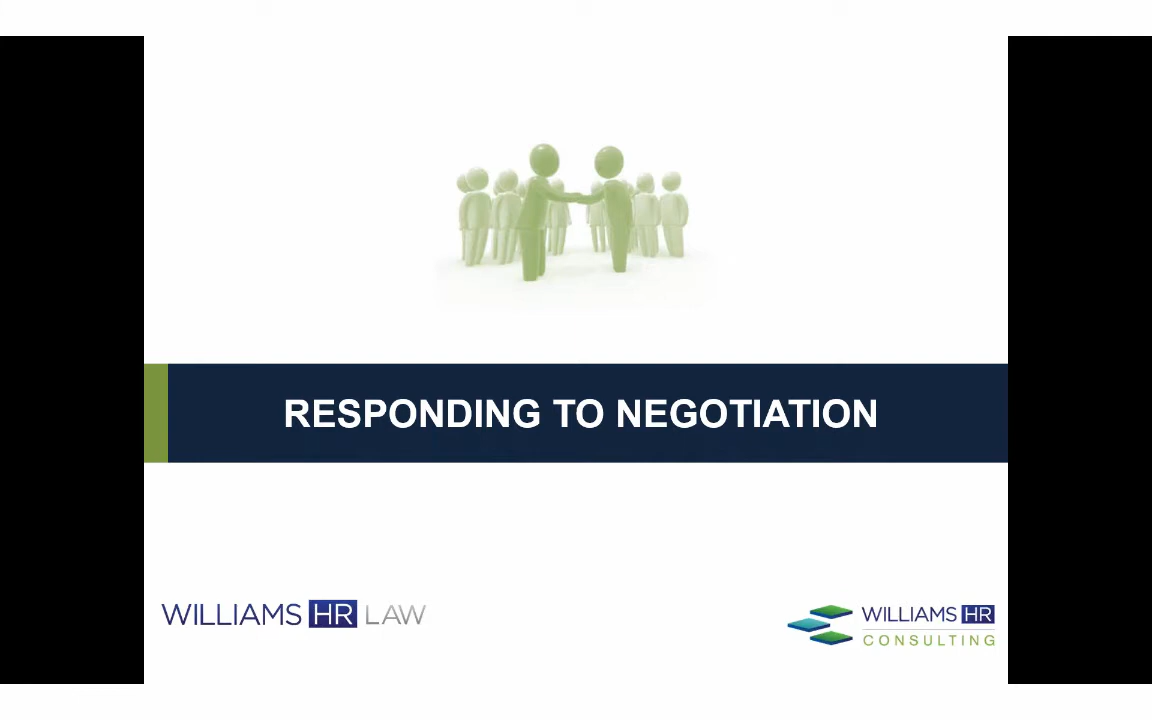 RESPONDING TO NEGOTIATION
WILLIAMS HR LAW
WILLIAMS HR
CONSULTING